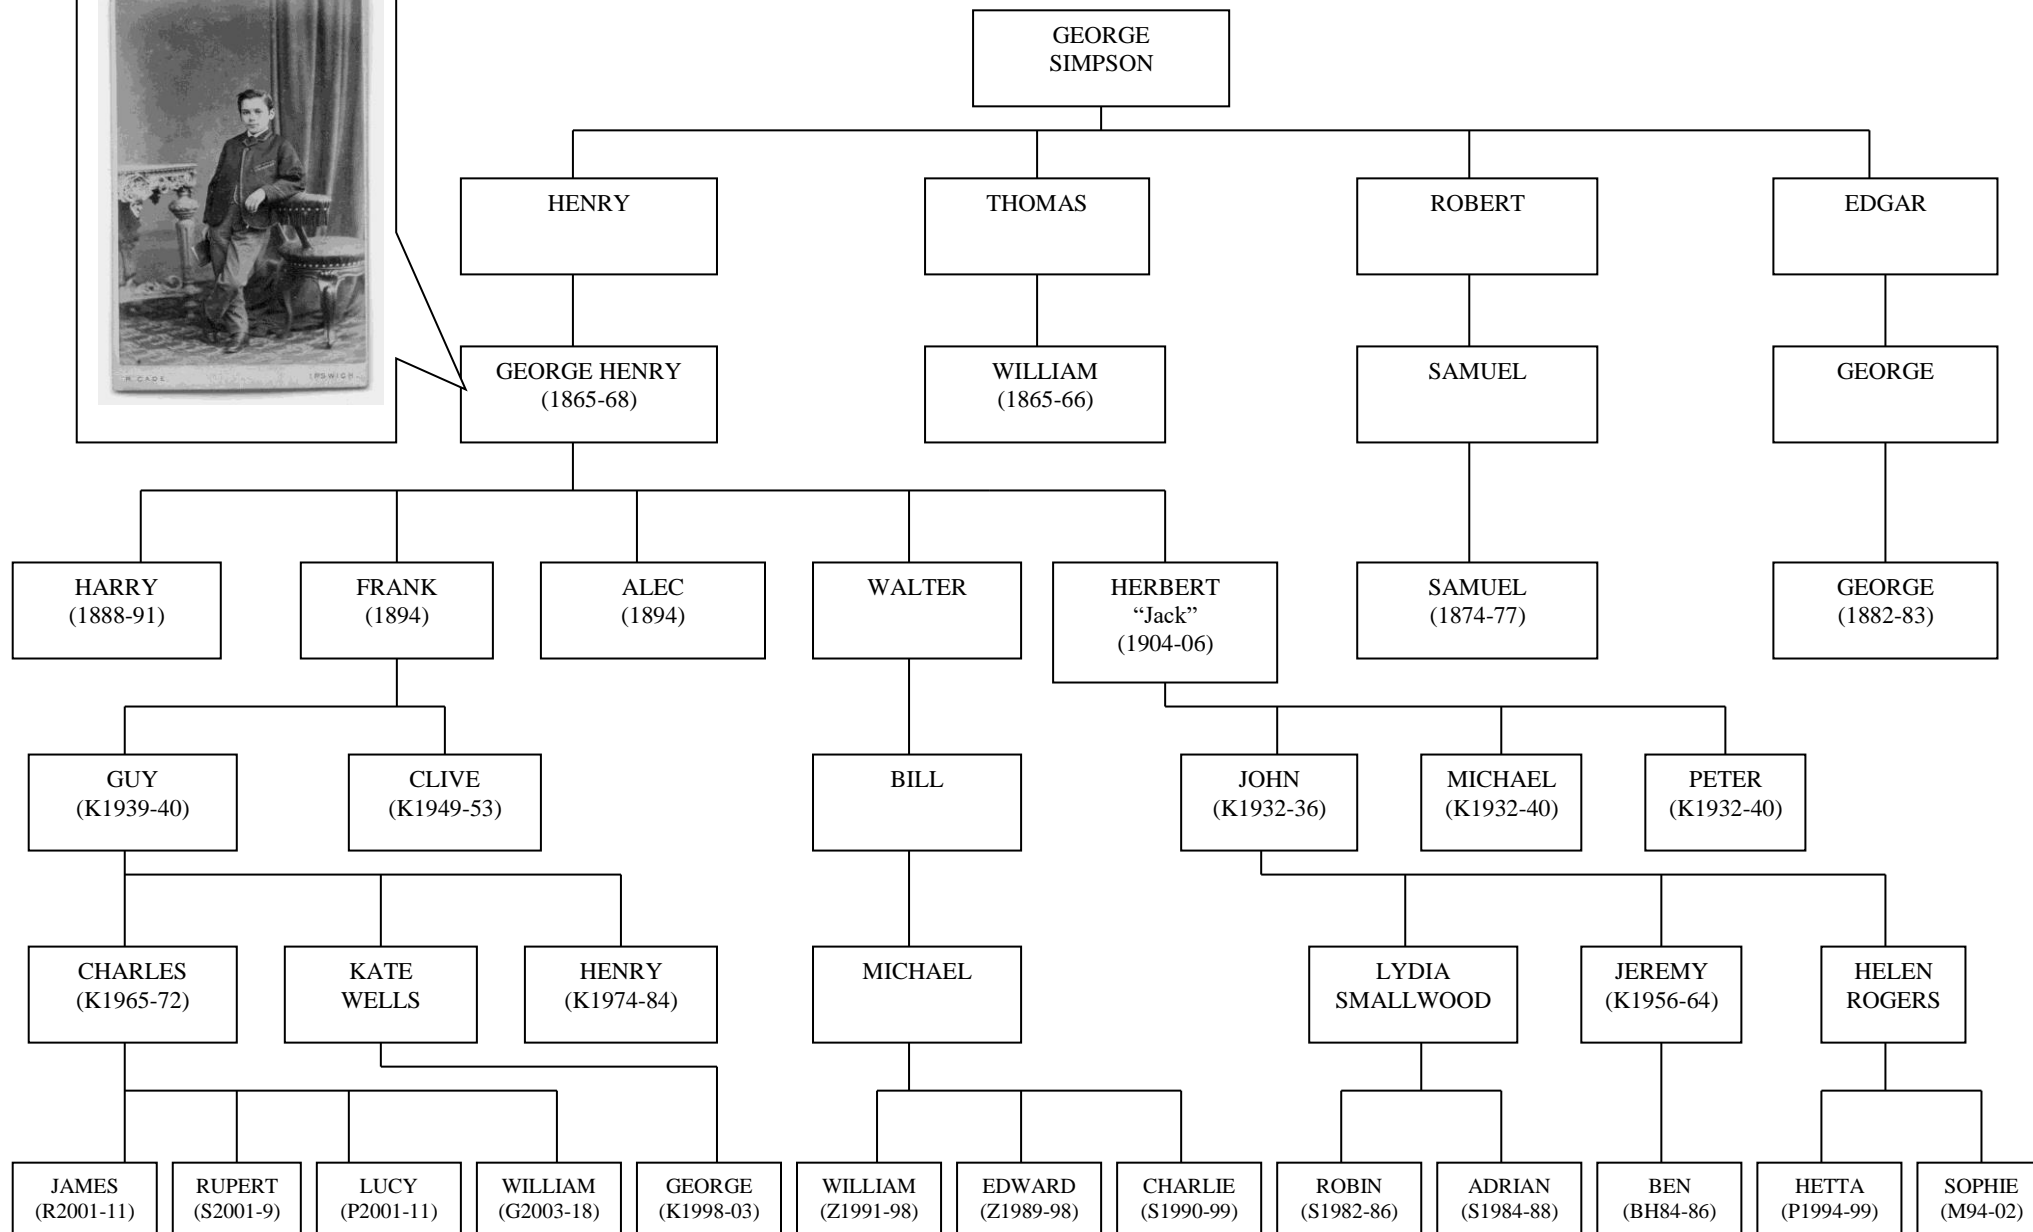 GEORGE
SIMPSON
HENRY
THOMAS
ROBERT
EDGAR
R. CADE.
IPSWICH.
GEORGE HENRY
(1865-68)
WILLIAM
(1865-66)
SAMUEL
GEORGE
HARRY
(1888-91)
FRANK
(1894)
ALEC
(1894)
WALTER
HERBERT
“Jack”
(1904-06)
SAMUEL
(1874-77)
GEORGE
(1882-83)
GUY
(K1939-40)
CLIVE
(K1949-53)
BILL
JOHN
(K1932-36)
MICHAEL
(K1932-40)
PETER
(K1932-40)
CHARLES
(K1965-72)
KATE
WELLS
HENRY
(K1974-84)
MICHAEL
LYDIA
SMALLWOOD
JEREMY
(K1956-64)
HELEN
ROGERS
JAMES
(R2001-11)
RUPERT
(S2001-9)
LUCY
(P2001-11)
WILLIAM
(G2003-18)
GEORGE
(K1998-03)
WILLIAM
(Z1991-98)
EDWARD
(Z1989-98)
CHARLIE
(S1990-99)
ROBIN
(S1982-86)
ADRIAN
(S1984-88)
BEN
(BH84-86)
HETTA
(P1994-99)
SOPHIE
(M94-02)